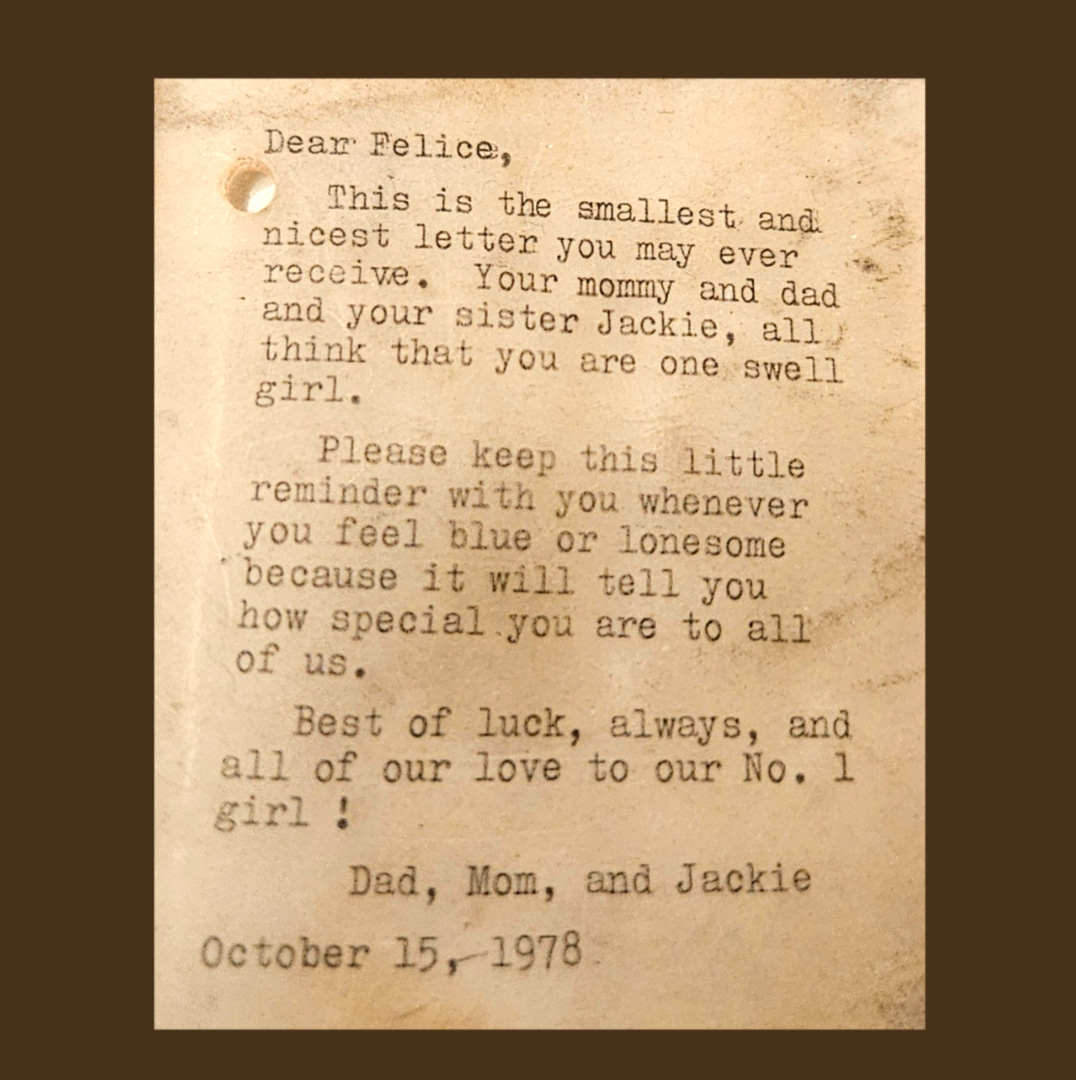 Dear Felice,
This is the smallest and
nicest letter you may ever
receive. Your mommy and dad
and your sister Jackie, all
think that you are one swell
girl.
Please keep this little
reminder with you whenever
you feel blue or lonesome
because it will tell you
how special you are to all
of us.
Best of luck, always, and
all of our love to our No. 1
girl !
Dad, Mom, and Jackie
October 15, 1978